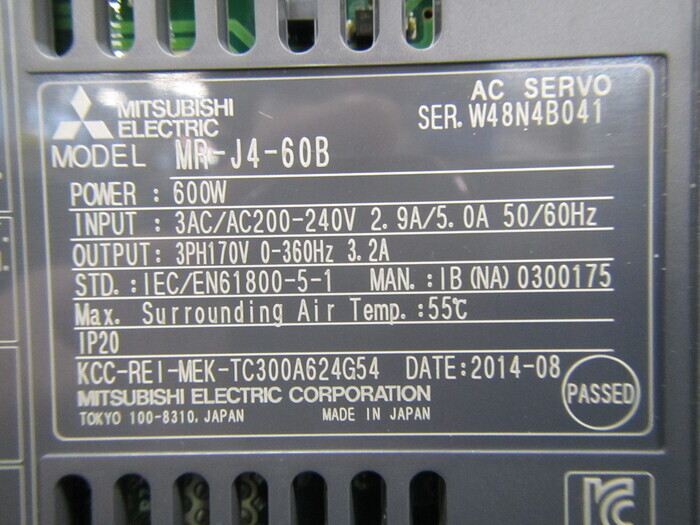 AC SERVO
MITSUBISHI ELECTRIC
SER. W48N4B041
MODEL MR-J4-60B
POWER : 600W
INPUT : 3AC/AC200-240V 2.9A/5.0A 50/60Hz
OUTPUT: 3PH170V 0-360Hz 3.2A
STD.: IEC/EN61800-5-1 MAN.: IB(NA)0300175
Max. Surrounding Air Temp.:55℃
IP20
KCC-REI-MEK-TC300A624G54 DATE:2014-08
PASSED
MITSUBISHI ELECTRIC CORPORATION
TOKYO 100-8310, JAPAN MADE IN JAPAN